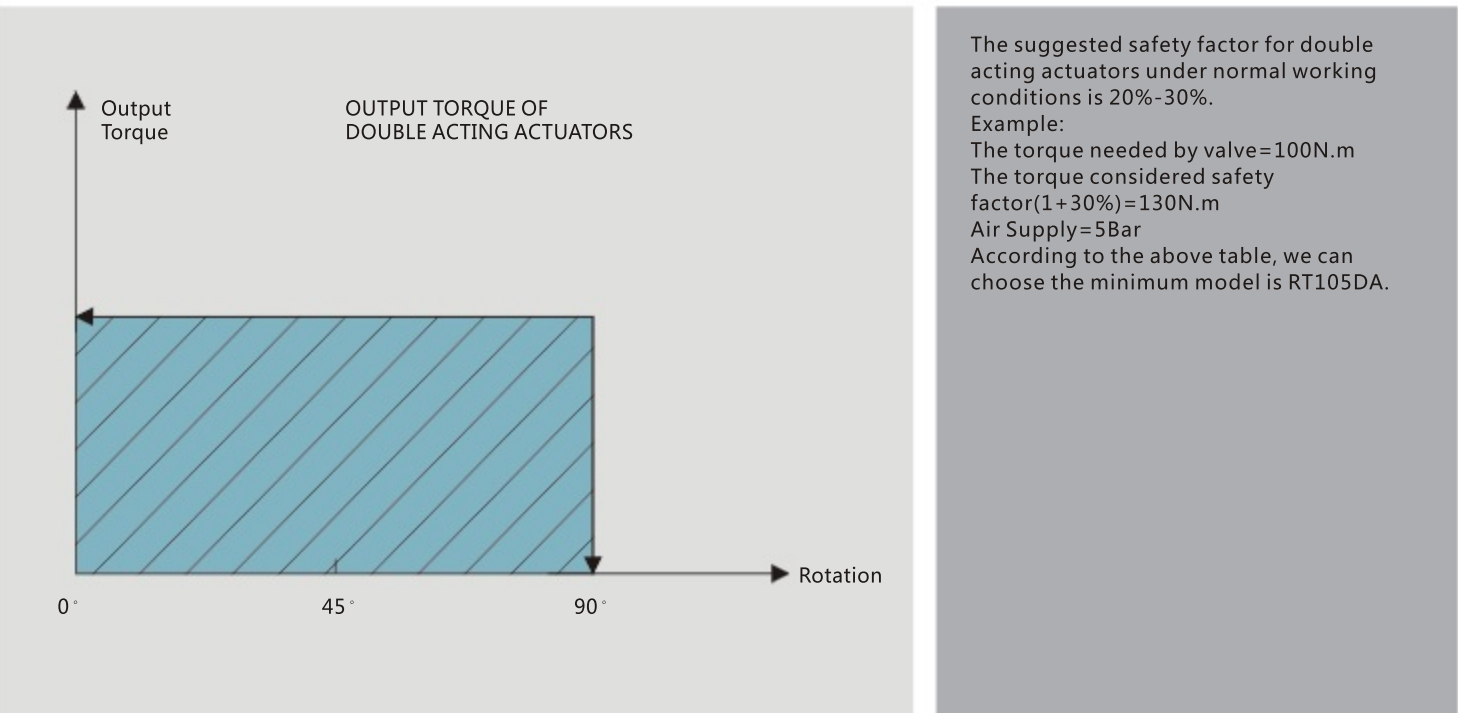 Output
Torque
OUTPUT TORQUE OF
DOUBLE ACTING ACTUATORS
Rotation
0°
45°
90°
The suggested safety factor for double
acting actuators under normal working
conditions is 20%-30%.
Example:
The torque needed by valve=100N.m
The torque considered safety
factor(1+30%)=130N.m
Air Supply=5Bar
According to the above table, we can
choose the minimum model is RT105DA.